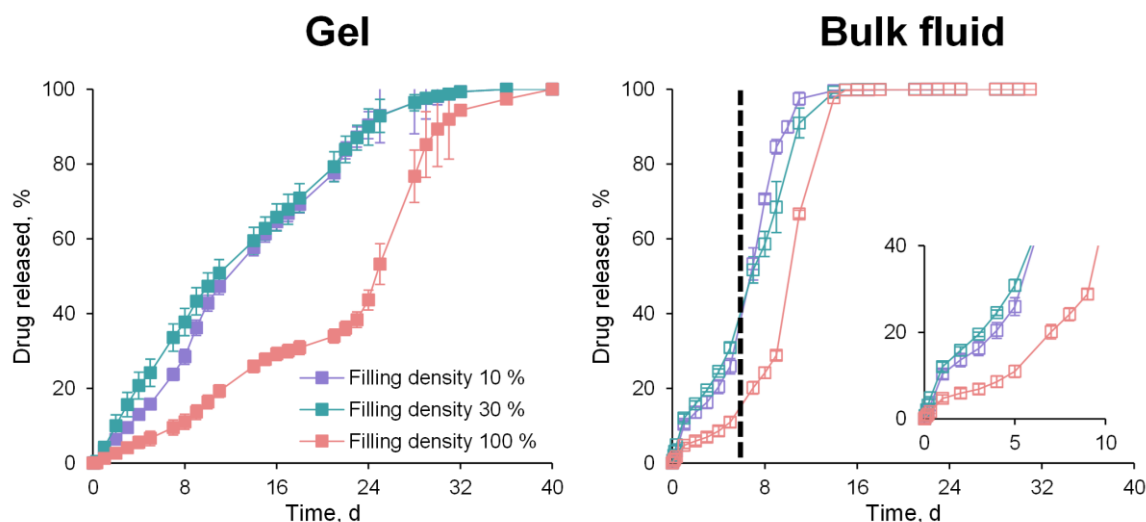 Gel
Drug released, %
100
80
60
40
20
0
0 8 16 24 32 40
Time, d
Filling density 10 %
Filling density 30 %
Filling density 100 %
Bulk fluid
Drug released, %
100
80
60
40
20
0
0 8 16 24 32 40
Time, d
40
20
0
0 5 10